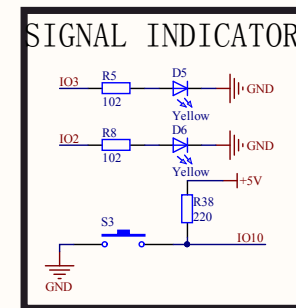 SIGNAL INDICATOR
IO3 R5 102 D5 Yellow GND
IO2 R8 102 D6 Yellow GND
+5V
R38
220
S3
IO10
GND